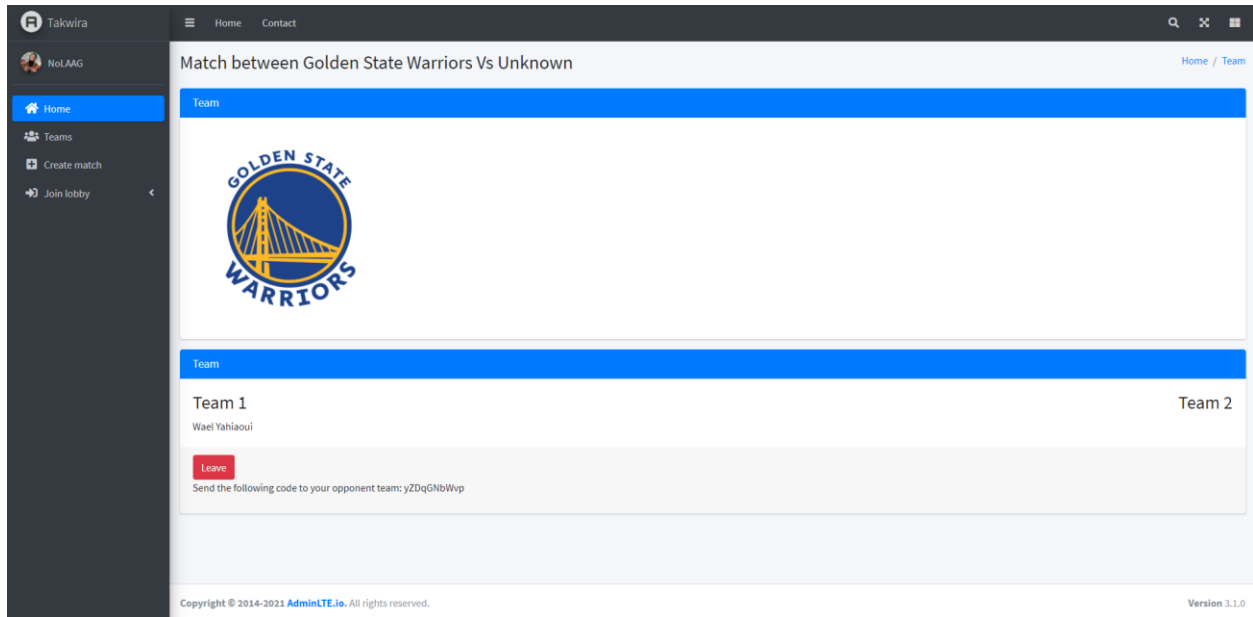 Takwira
Home Contact
NoLAAG
Home
Teams
Create match
Join lobby
Match between Golden State Warriors Vs Unknown
Home / Team
Team
GOLDEN STATE
WARRIORS
Team
Team 1
Team 2
Wael Yahiaoui
Leave
Send the following code to your opponent team: yZDqGNbWvp
Copyright © 2014-2021 AdminLTE.io. All rights reserved.
Version 3.1.0